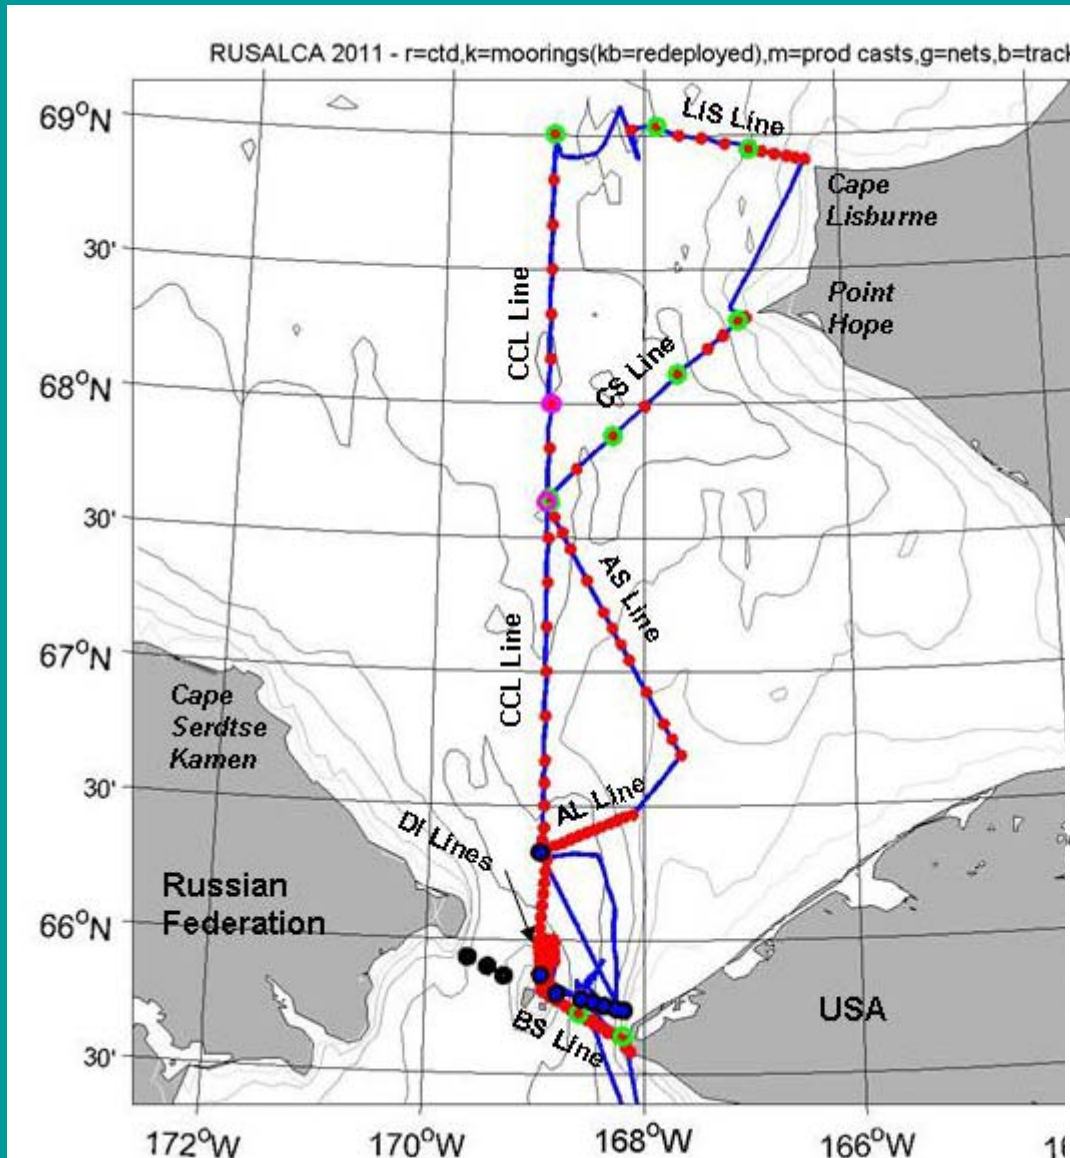 RUSALCA 2011 - r=ctd,k=moorings(kb=redeployed),m=prod casts,g=nets,b=track
69°N
LIS Line
Cape
Lisburne
30'
CCL Line
Point
Hope
CS Line
68°N
30'
AS Line
67°N
CCL Line
Cape
Serdtse
Kamen
30'
AL Line
DI Lines
Russian
Federation
66°N
USA
BS Line
30'
172°W
170°W
168°W
166°W